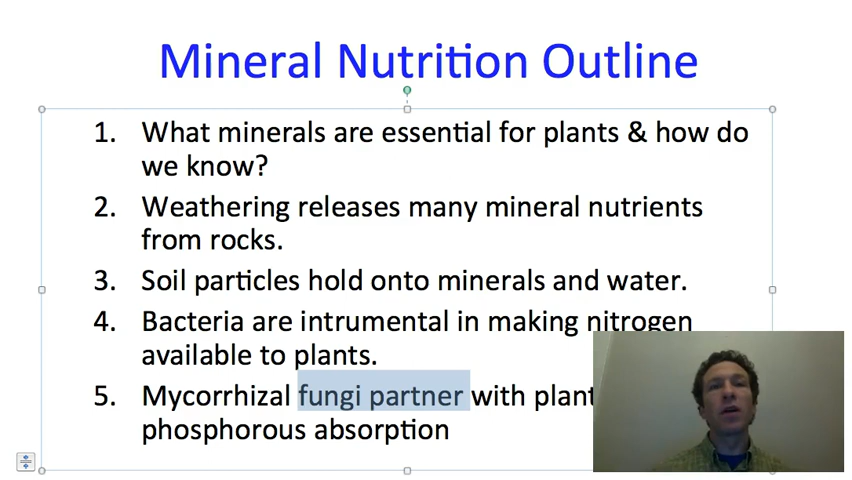 Mineral Nutrition Outline
1. What minerals are essential for plants & how do
we know?
2. Weathering releases many mineral nutrients
from rocks.
3. Soil particles hold onto minerals and water.
4. Bacteria are intrumental in making nitrogen
available to plants.
5. Mycorrhizal fungi partner with plant
phosphorous absorption